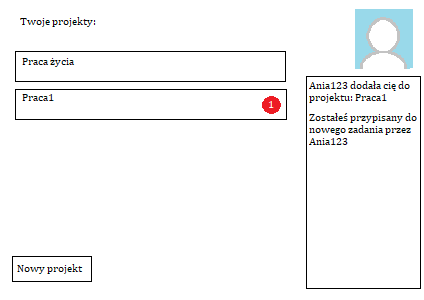 Twoje projekty:
Praca życia
Praca1
1
Ania123 dodała cię do
projektu: Praca1
Zostałeś przypisany do
nowego zadania przez
Ania123
Nowy projekt